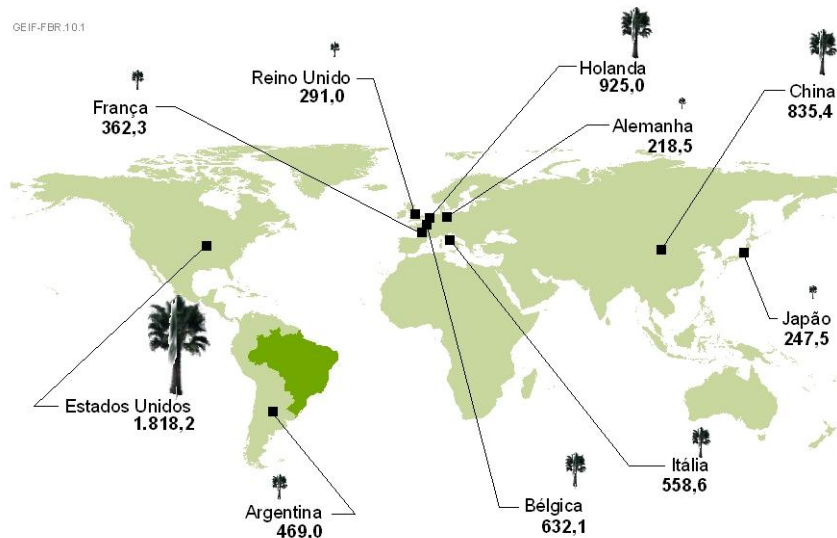 GEIF-FBR.10.1
Reino Unido
291,0
França
362,3
Holanda
925,0
China
835,4
Alemanha
218,5
Japão
247,5
Estados Unidos
1.818,2
Itália
558,6
Bélgica
632,1
Argentina
469,0